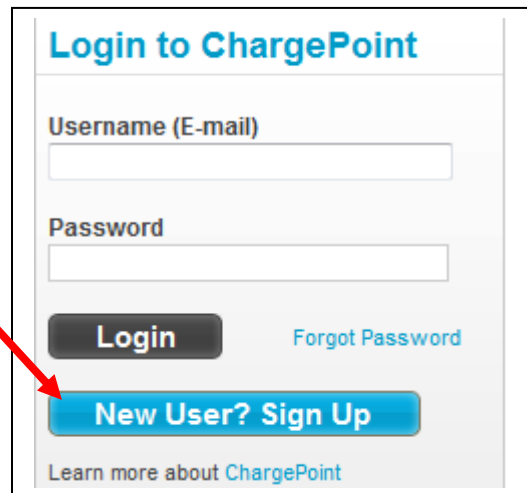 Login to ChargePoint
Username (E-mail)
Password
Login Forgot Password
New User? Sign Up
Learn more about ChargePoint